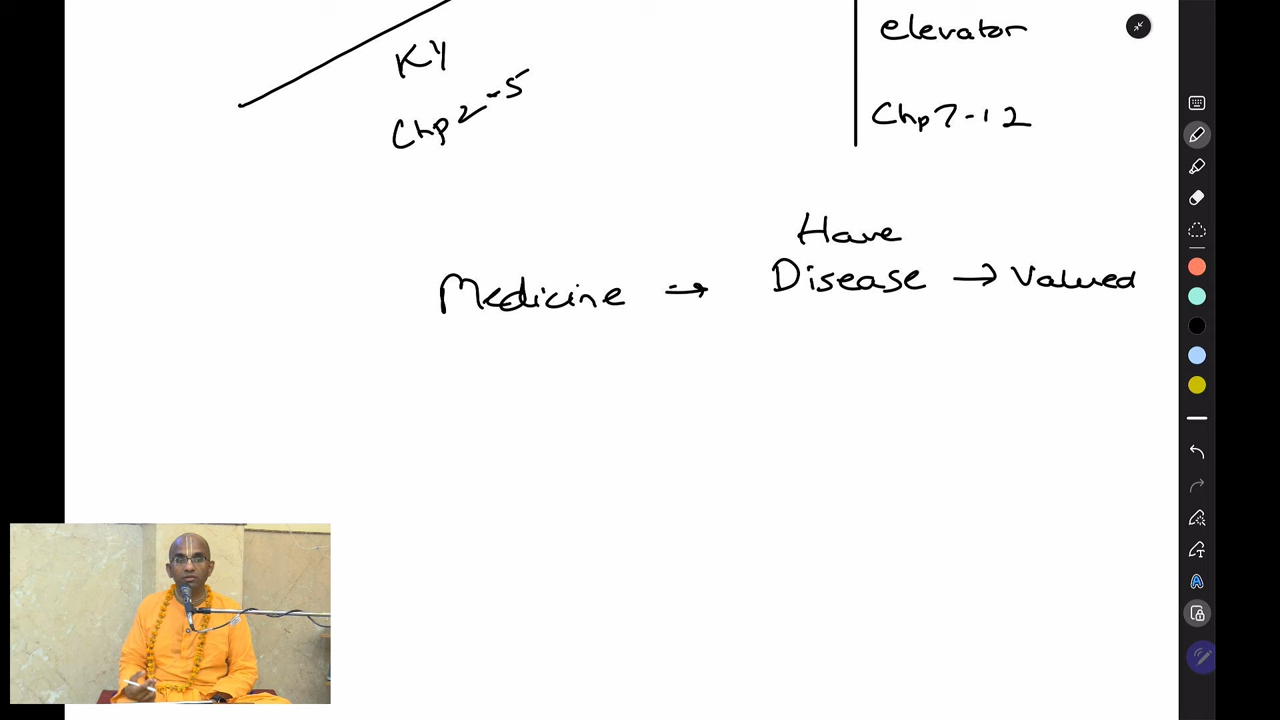 KY
Chp 2-5
elevator
Chp 7-12
Have
Medicine → Disease → Valued